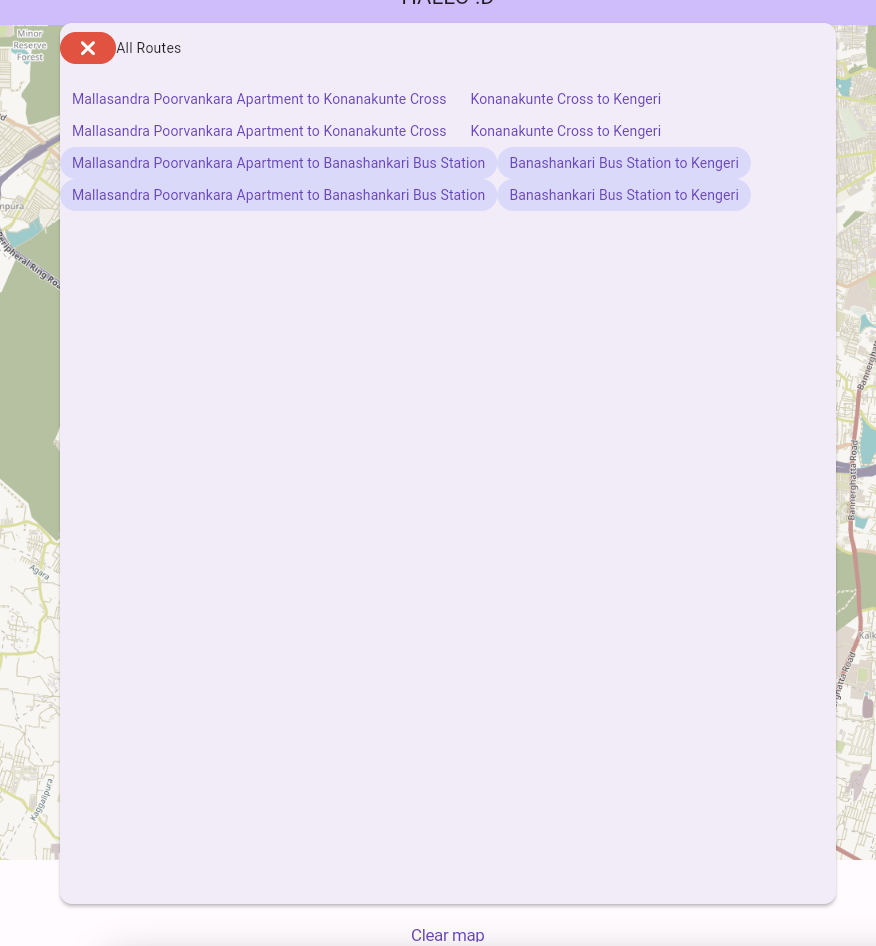 Minor
Reserve
Forest
All Routes
Mallasandra Poorvankara Apartment to Konanakunte Cross Konanakunte Cross to Kengeri
Mallasandra Poorvankara Apartment to Konanakunte Cross Konanakunte Cross to Kengeri
Mallasandra Poorvankara Apartment to Banashankari Bus Station Banashankari Bus Station to Kengeri
Mallasandra Poorvankara Apartment to Banashankari Bus Station Banashankari Bus Station to Kengeri
Peripheral Ring
Bannerghatta Road
Agara
Kaggalipura
Clear map